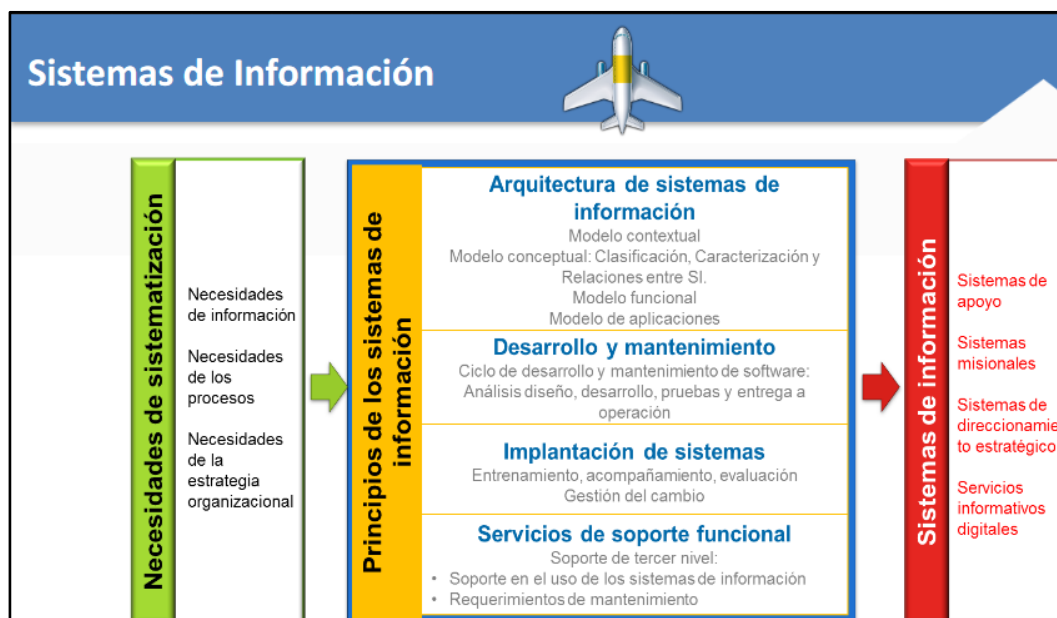 Sistemas de Información
Necesidades de sistematización
Necesidades
de información
Necesidades
de los
procesos
Necesidades
de la
estrategia
organizacional
Principios de los sistemas de
información
Arquitectura de sistemas de
información
Modelo contextual
Modelo conceptual: Clasificación, Caracterización y
Relaciones entre SI.
Modelo funcional
Modelo de aplicaciones
Desarrollo y mantenimiento
Ciclo de desarrollo y mantenimiento de software:
Análisis diseño, desarrollo, pruebas y entrega a
operación
Implantación de sistemas
Entrenamiento, acompañamiento, evaluación
Gestión del cambio
Servicios de soporte funcional
Soporte de tercer nivel:
• Soporte en el uso de los sistemas de información
• Requerimientos de mantenimiento
Sistemas de información
Sistemas de
apoyo
Sistemas
misionales
Sistemas de
direccionamie
to estratégico
Servicios
informativos
digitales